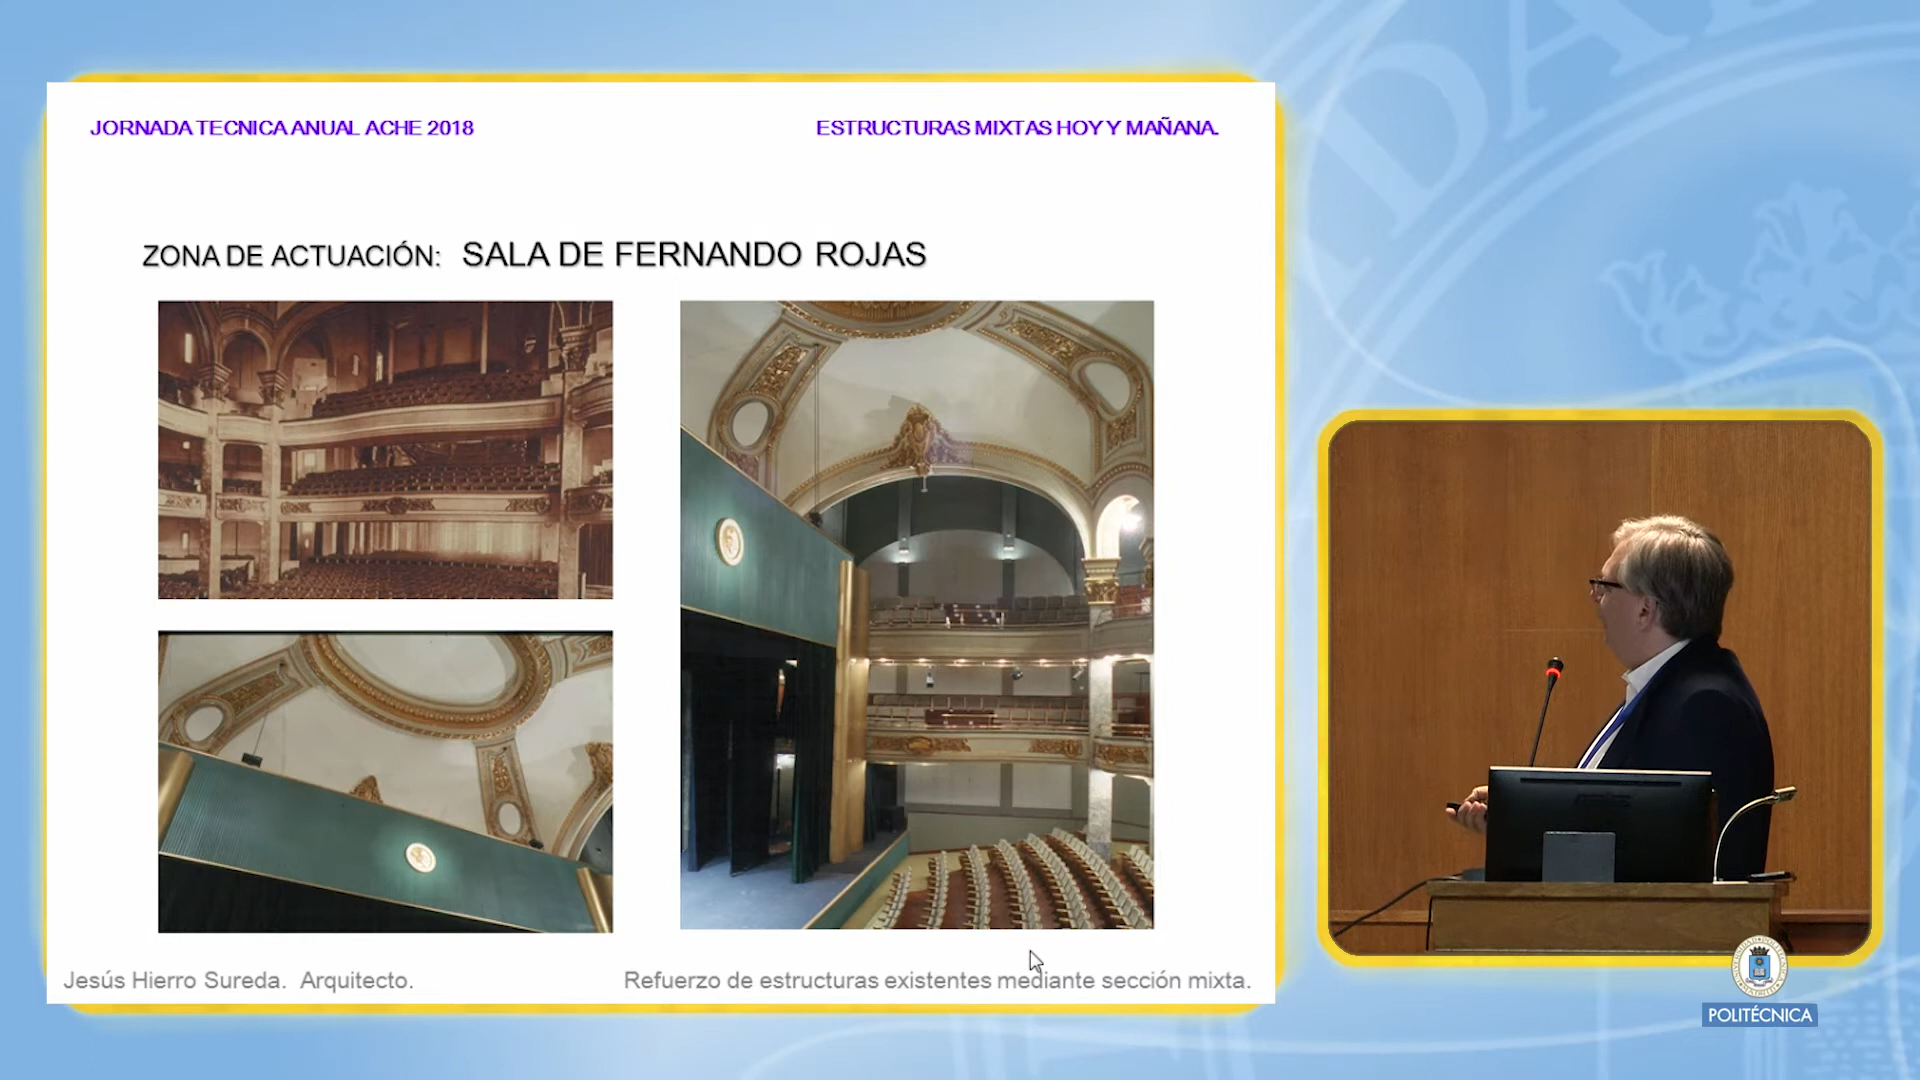 JORNADA TECNICA ANUAL ACHE 2018
ESTRUCTURAS MIXTAS HOY Y MAÑANA.
ZONA DE ACTUACIÓN: SALA DE FERNANDO ROJAS
Jesús Hierro Sureda. Arquitecto.
Refuerzo de estructuras existentes mediante sección mixta.
POLITÉCNICA